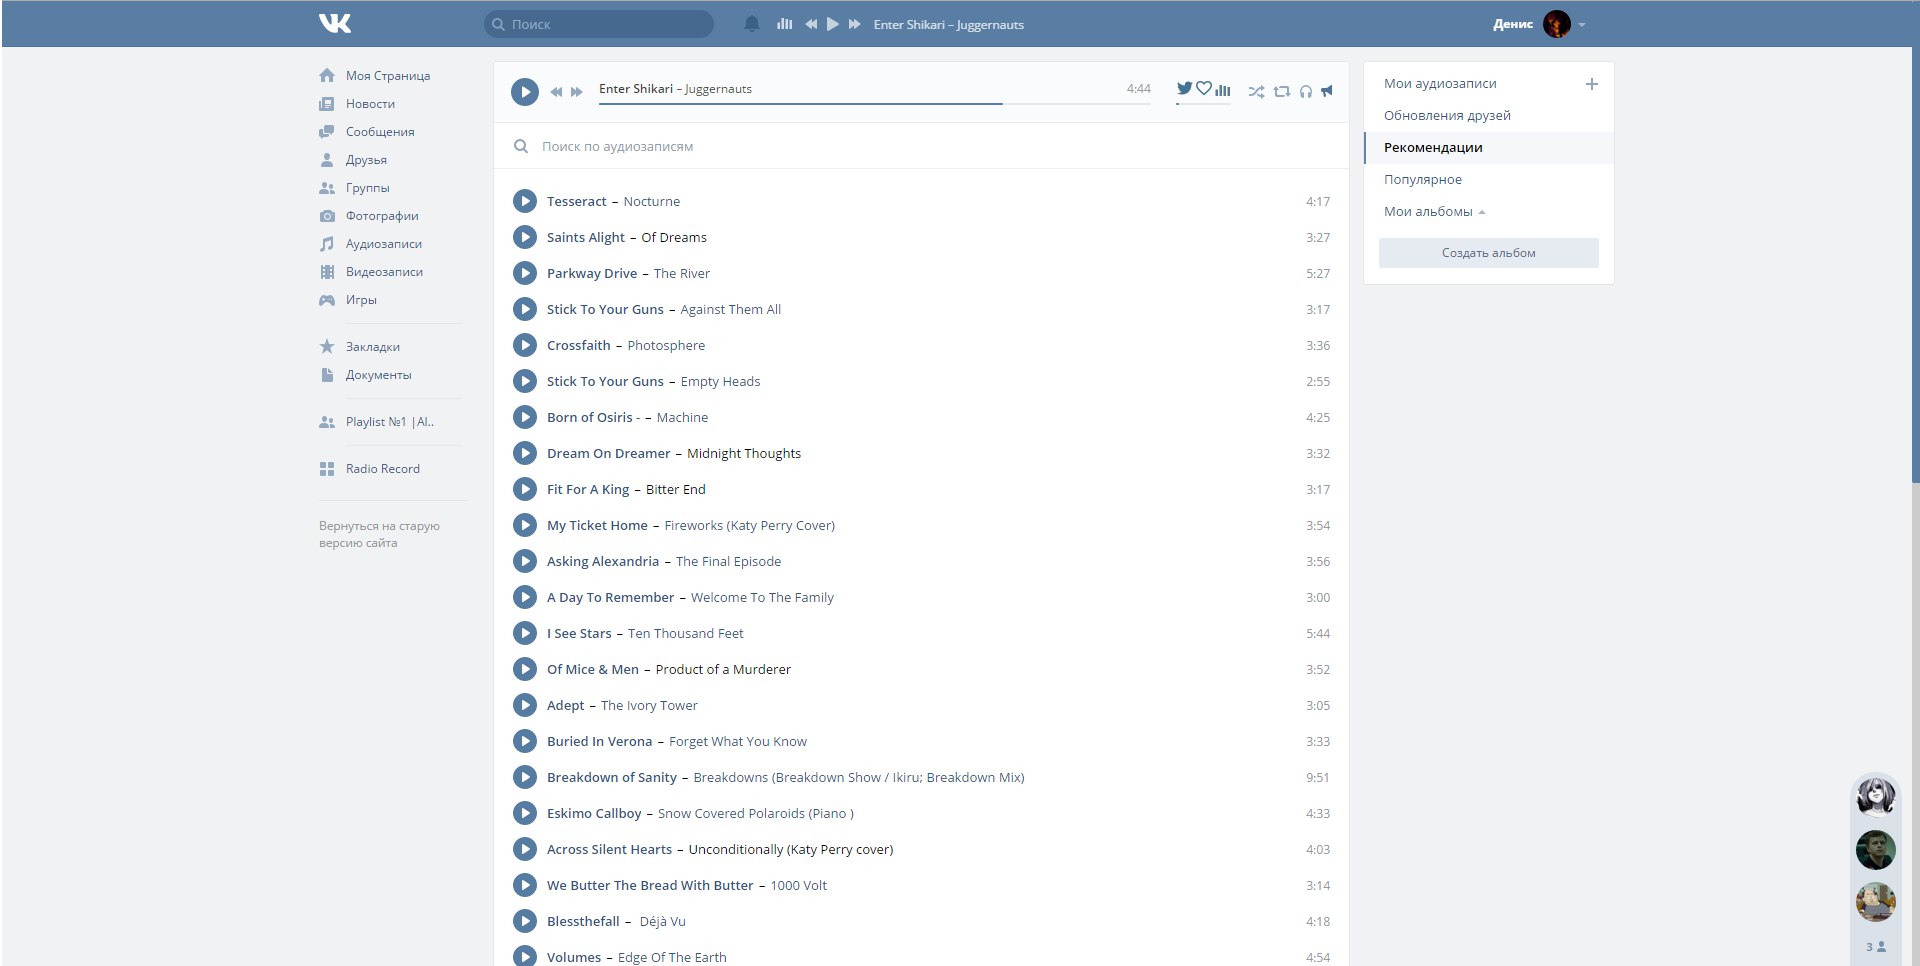 VK Поиск Enter Shikari – Juggernauts Денис
Моя Страница
Новости
Сообщения
Друзья
Группы
Фотографии
Аудиозаписи
Видеозаписи
Игры
Закладки
Документы
Playlist №1 |Al..
Radio Record
Вернуться на старую
версию сайта
Enter Shikari – Juggernauts 4:44
Поиск по аудиозаписям
Tesseract – Nocturne 4:17
Saints Alight – Of Dreams 3:27
Parkway Drive – The River 5:27
Stick To Your Guns – Against Them All 3:17
Crossfaith – Photosphere 3:36
Stick To Your Guns – Empty Heads 2:55
Born of Osiris - – Machine 4:25
Dream On Dreamer – Midnight Thoughts 3:32
Fit For A King – Bitter End 3:17
My Ticket Home – Fireworks (Katy Perry Cover) 3:54
Asking Alexandria – The Final Episode 3:56
A Day To Remember – Welcome To The Family 3:00
I See Stars – Ten Thousand Feet 5:44
Of Mice & Men – Product of a Murderer 3:52
Adept – The Ivory Tower 3:05
Buried In Verona – Forget What You Know 3:33
Breakdown of Sanity – Breakdowns (Breakdown Show / Ikiru; Breakdown Mix) 9:51
Eskimo Callboy – Snow Covered Polaroids (Piano ) 4:33
Across Silent Hearts – Unconditionally (Katy Perry cover) 4:03
We Butter The Bread With Butter – 1000 Volt 3:14
Blessthefall – Déjà Vu 4:18
Volumes – Edge Of The Earth 4:54
Мои аудиозаписи
Обновления друзей
Рекомендации
Популярное
Мои альбомы
Создать альбом
3